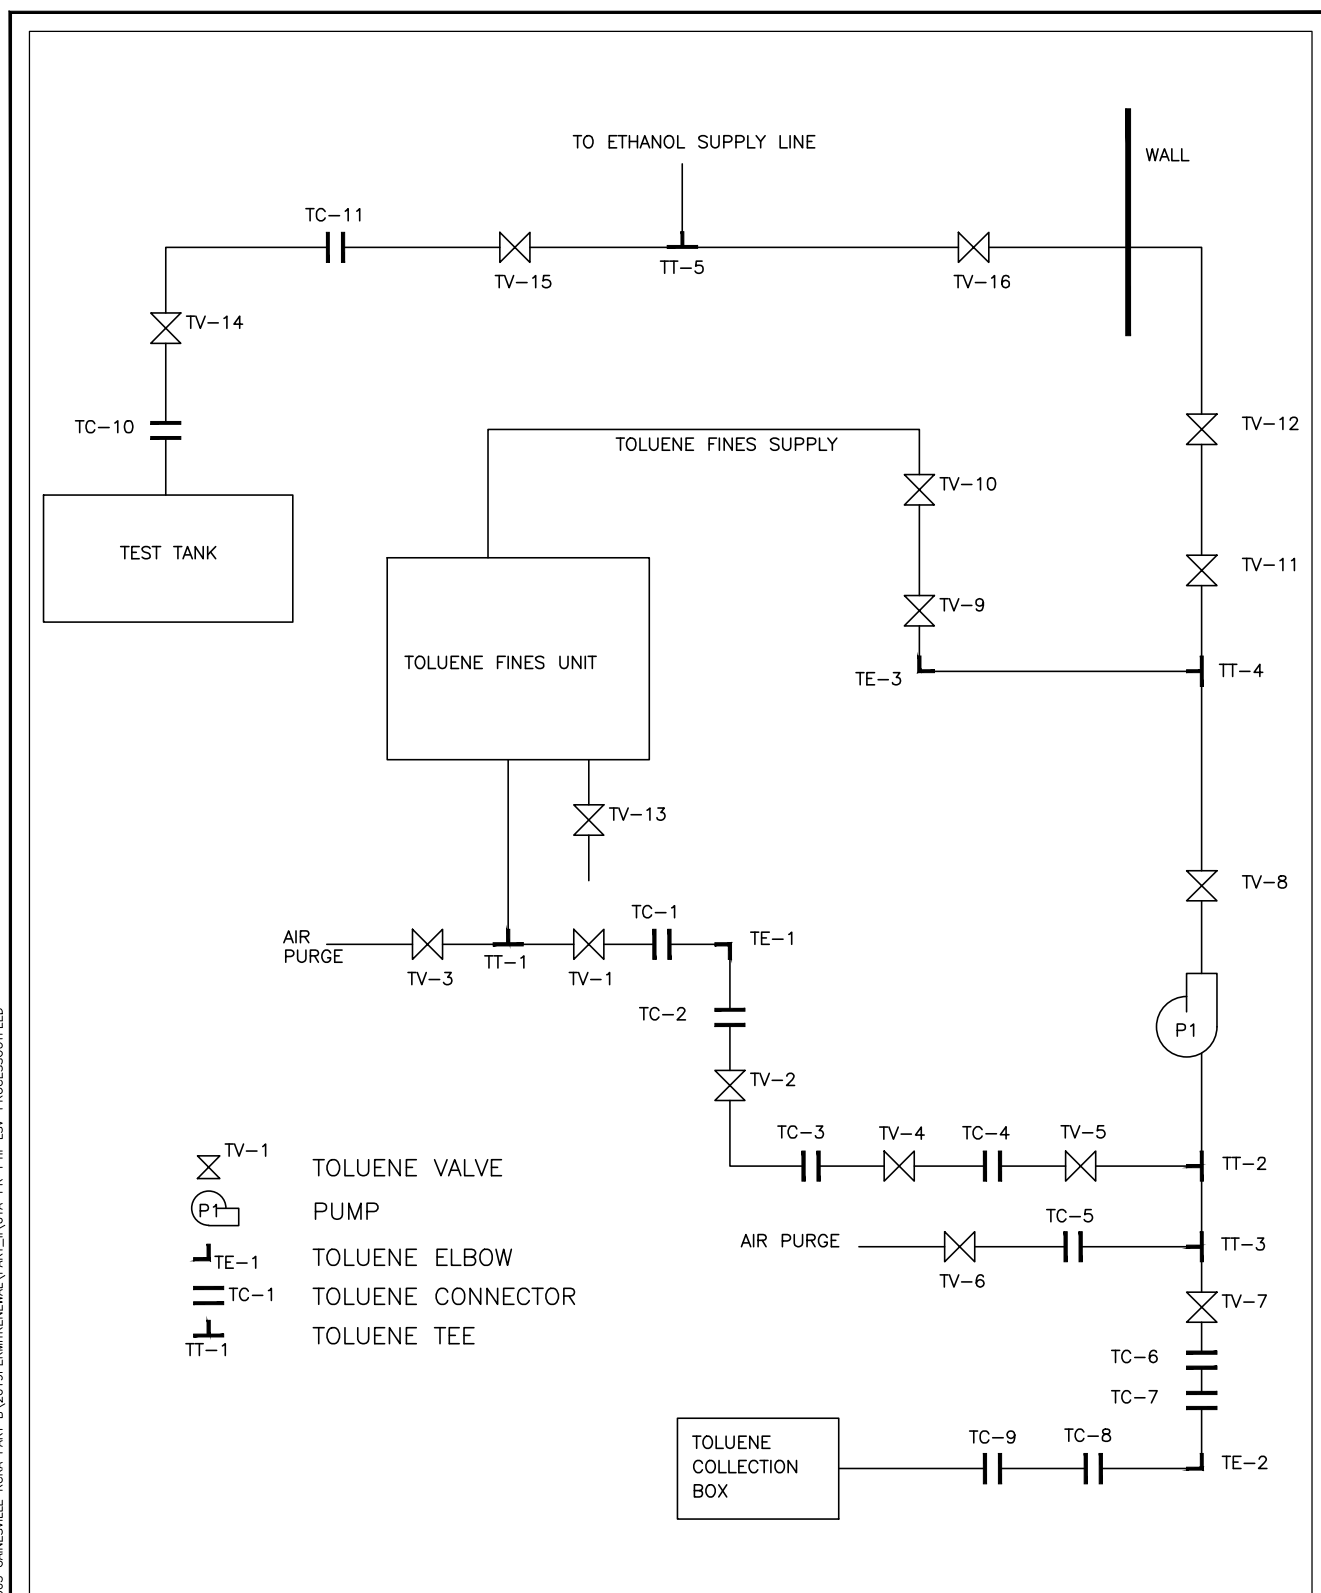 TO ETHANOL SUPPLY LINE
WALL
TC-11
TV-15
TT-5
TV-16
TV-14
TC-10
TV-12
TOLUENE FINES SUPPLY
TV-10
TEST TANK
TV-11
TV-9
TOLUENE FINES UNIT
TE-3
TT-4
TV-13
TV-8
AIR
PURGE
TV-3
TT-1
TV-1
TC-1
TE-1
TC-2
P1
TV-2
TC-3
TV-4
TC-4
TV-5
TT-2
AIR PURGE
TV-6
TC-5
TT-3
TV-7
TC-6
TC-7
TOLUENE
COLLECTION
BOX
TC-9
TC-8
TE-2
TV-1
TOLUENE VALVE
P1
PUMP
TE-1
TOLUENE ELBOW
TC-1
TOLUENE CONNECTOR
TT-1
TOLUENE TEE